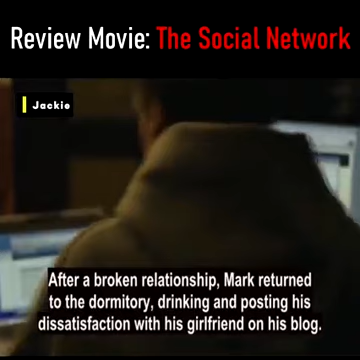 Review Movie: The Social Network
Jackie
After a broken relationship, Mark returned
to the dormitory, drinking and posting his
dissatisfaction with his girlfriend on his blog.